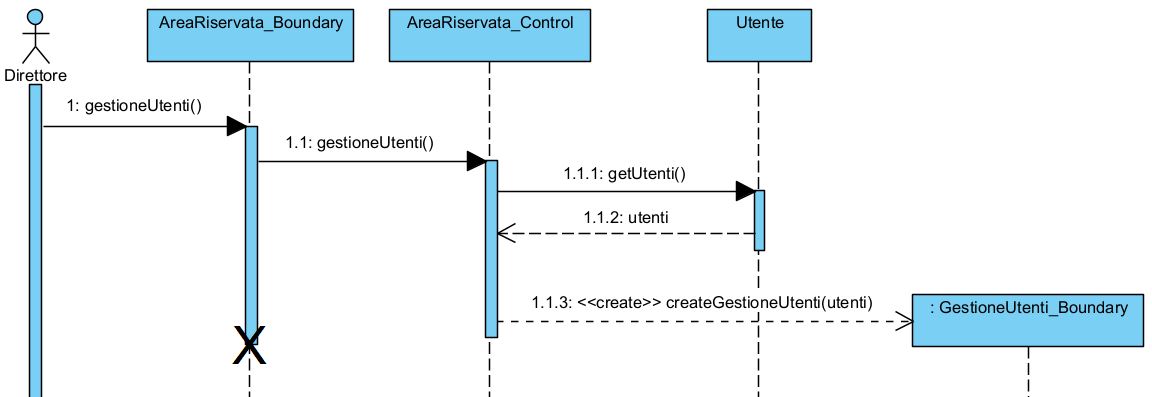 AreaRiservata_Boundary
AreaRiservata_Control
Utente
Direttore
1: gestioneUtenti()
1.1: gestioneUtenti()
1.1.1: getUtenti()
1.1.2: utenti
1.1.3: <<create>> createGestioneUtenti(utenti)
: GestioneUtenti_Boundary